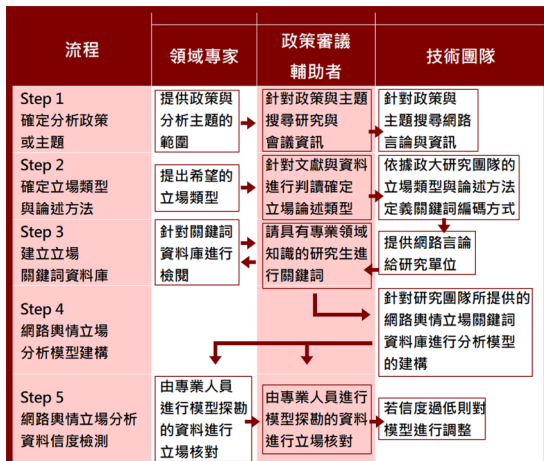 流程
領域專家
政策審議
輔助者
技術團隊
Step 1
確定分析政策
或主題
提供政策與
分析主題的
範圍
針對政策與主題
搜尋研究與
會議資訊
針對政策與
主題搜尋網路
言論與資訊
Step 2
確定立場類型
與論述方法
提出希望的
立場類型
針對文獻與資料
進行判讀確定
立場論述類型
依據政大研究團隊的
立場類型與論述方法
定義關鍵詞編碼方式
Step 3
建立立場
關鍵詞資料庫
針對關鍵詞
資料庫進行
檢閱
請具有專業領域
知識的研究生進
行關鍵詞
提供網路言論
給研究單位
Step 4
網路輿情立場
分析模型建構
針對研究團隊所提供的
網路輿情立場關鍵詞
資料庫進行分析模型
的建構
Step 5
網路輿情立場分析
資料信度檢測
由專業人員
進行模型探勘
的資料進行
立場核對
由專業人員進行
模型探勘的資料
進行立場核對
若信度過低則對
模型進行調整